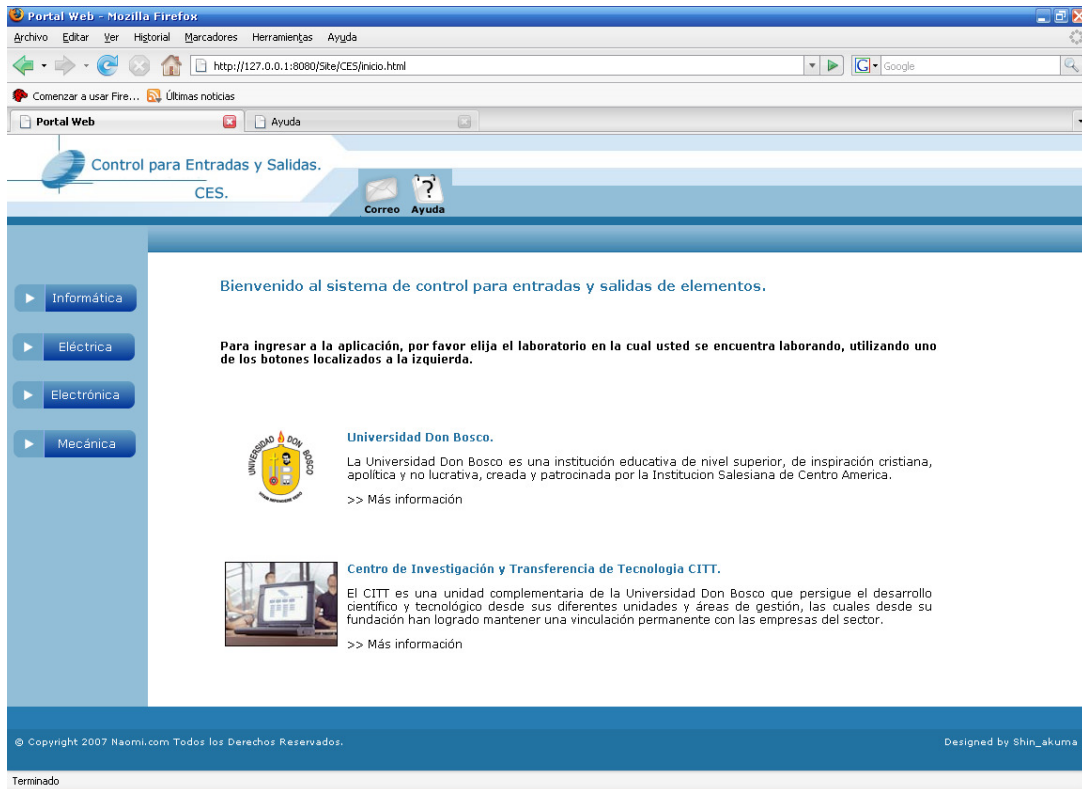 Portal Web - Mozilla Firefox
Archivo Editar Ver Historial Marcadores Herramientas Ayuda
http://127.0.0.1:8080/Site/CES/inicio.html
G Google
Comenzar a usar Fire... Últimas noticias
Portal Web Ayuda
Control para Entradas y Salidas.
CES.
?
Correo Ayuda
Informática
Eléctrica
Electrónica
Mecánica
Bienvenido al sistema de control para entradas y salidas de elementos.
Para ingresar a la aplicación, por favor elija el laboratorio en la cual usted se encuentra laborando, utilizando uno
de los botones localizados a la izquierda.
UNIVERSIDAD DON BOSCO
Universidad Don Bosco.
La Universidad Don Bosco es una institución educativa de nivel superior, de inspiración cristiana,
apolítica y no lucrativa, creada y patrocinada por la Institucion Salesiana de Centro America.
>> Más información
Centro de Investigación y Transferencia de Tecnologia CITT.
El CITT es una unidad complementaria de la Universidad Don Bosco que persigue el desarrollo
científico y tecnológico desde sus diferentes unidades y áreas de gestión, las cuales desde su
fundación han logrado mantener una vinculación permanente con las empresas del sector.
>> Más información
© Copyright 2007 Naomi.com Todos los Derechos Reservados.
Designed by Shin_akuma
Terminado